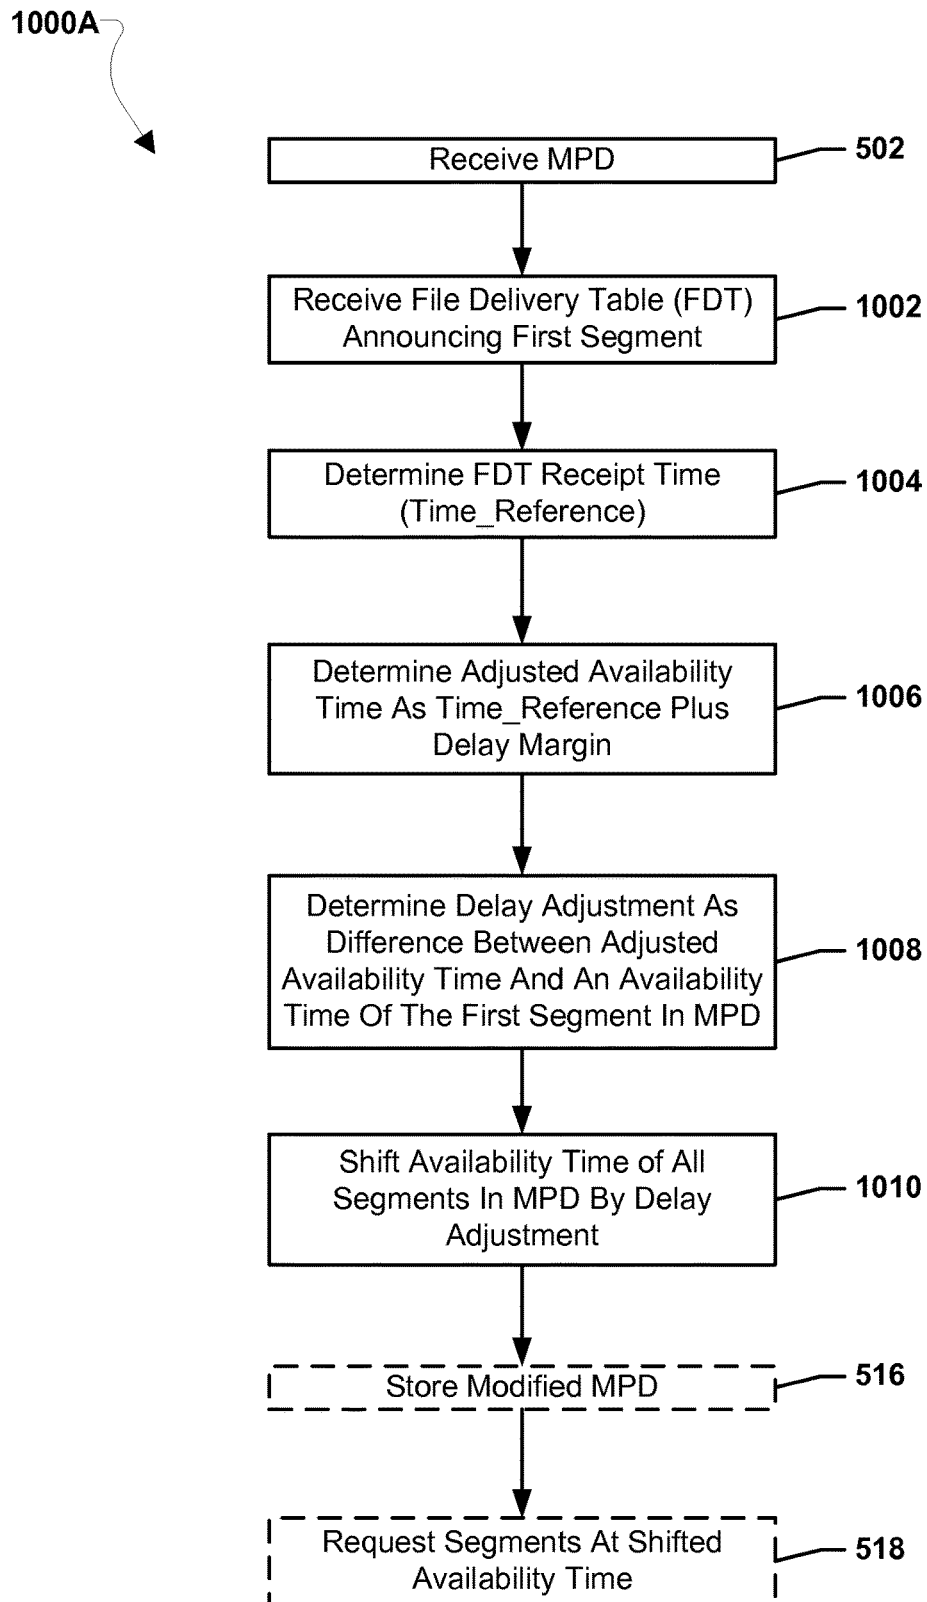 1000A
Receive MPD
502
Receive File Delivery Table (FDT)
Announcing First Segment
1002
Determine FDT Receipt Time
(Time_Reference)
1004
Determine Adjusted Availability
Time As Time_Reference Plus
Delay Margin
1006
Determine Delay Adjustment As
Difference Between Adjusted
Availability Time And An Availability
Time Of The First Segment In MPD
1008
Shift Availability Time of All
Segments In MPD By Delay
Adjustment
1010
Store Modified MPD
516
Request Segments At Shifted
Availability Time
518